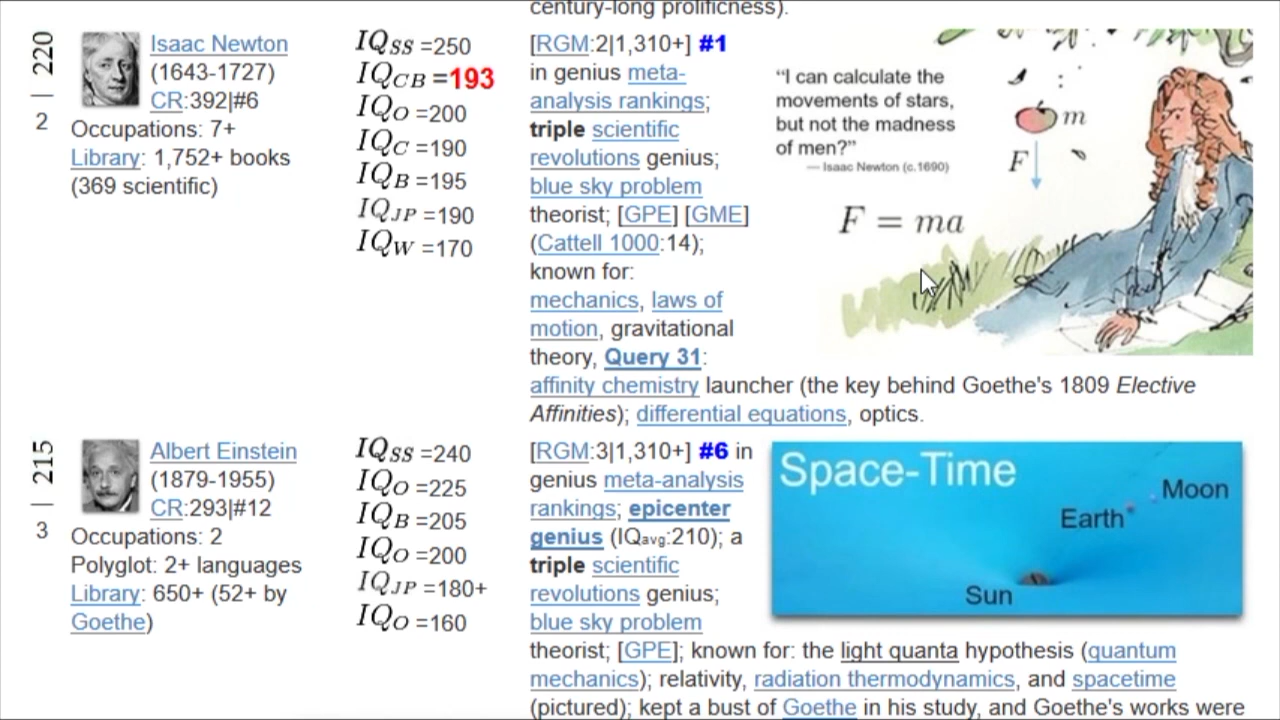 century-long prolificness).
220
2
Isaac Newton
(1643-1727)
CR:392|#6
Occupations: 7+
Library: 1,752+ books
(369 scientific)
IQSS =250
IQCB =193
IQO =200
IQC =190
IQB =195
IQJP =190
IQW =170
[RGM:2|1,310+] #1
in genius meta-
analysis rankings;
triple scientific
revolutions genius;
blue sky problem
theorist; [GPE] [GME]
(Cattell 1000:14);
known for:
mechanics, laws of
motion, gravitational
theory, Query 31:
affinity chemistry launcher (the key behind Goethe's 1809 Elective
Affinities); differential equations, optics.
“I can calculate the
movements of stars,
but not the madness
of men?”
— Isaac Newton (c.1690)
m
F
F = ma
215
3
Albert Einstein
(1879-1955)
CR:293|#12
Occupations: 2
Polyglot: 2+ languages
Library: 650+ (52+ by
Goethe)
IQSS =240
IQO =225
IQB =205
IQO =200
IQJP =180+
IQO =160
[RGM:3|1,310+] #6 in
genius meta-analysis
rankings; epicenter
genius (IQavg:210); a
triple scientific
revolutions genius;
blue sky problem
theorist; [GPE]; known for: the light quanta hypothesis (quantum
mechanics); relativity, radiation thermodynamics, and spacetime
(pictured); kept a bust of Goethe in his study, and Goethe's works were
Space-Time
Moon
Earth
Sun